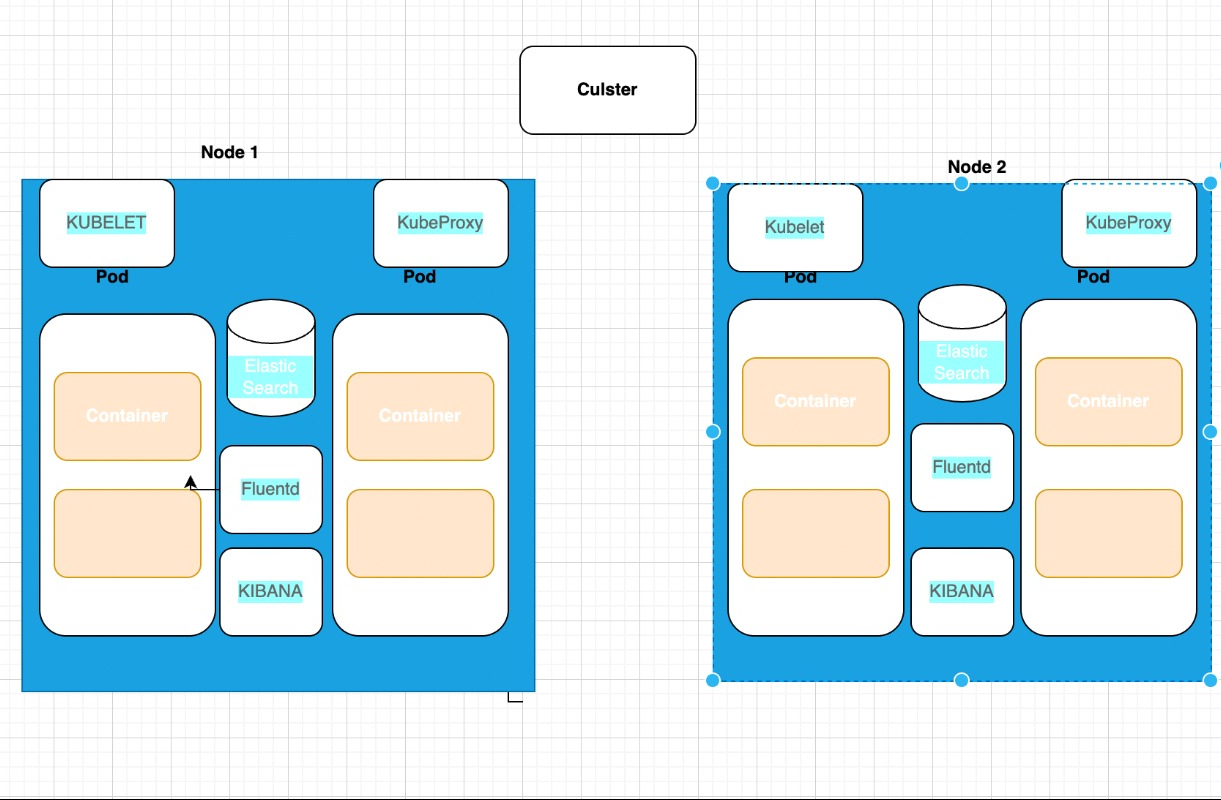 Culster
Node 1
KUBELET
KubeProxy
Pod
Pod
Elastic
Search
Container
Container
Fluentd
KIBANA
Node 2
Kubelet
KubeProxy
Pod
Pod
Elastic
Search
Container
Container
Fluentd
KIBANA